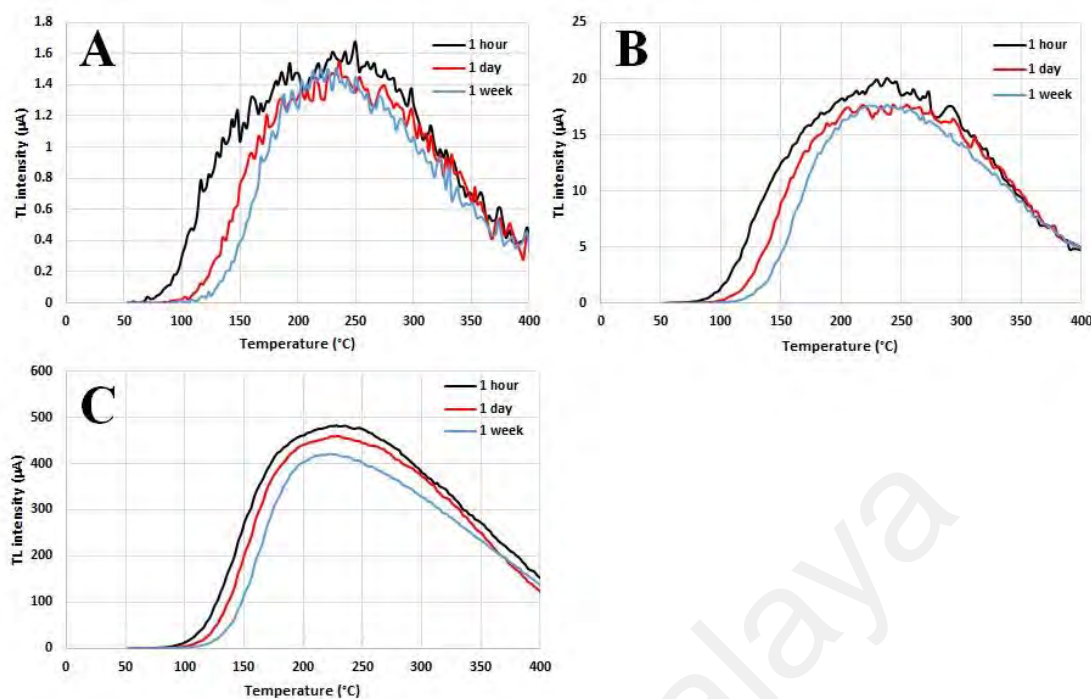 A
1 hour
1 day
1 week
TL intensity (µA)
1.8
1.6
1.4
1.2
1
0.8
0.6
0.4
0.2
0
0 50 100 150 200 250 300 350 400
Temperature (°C)
B
1 hour
1 day
1 week
TL intensity (µA)
25
20
15
10
5
0
0 50 100 150 200 250 300 350 400
Temperature (°C)
C
1 hour
1 day
1 week
TL intensity (µA)
600
500
400
300
200
100
0
0 50 100 150 200 250 300 350 400
Temperature (°C)
alaya